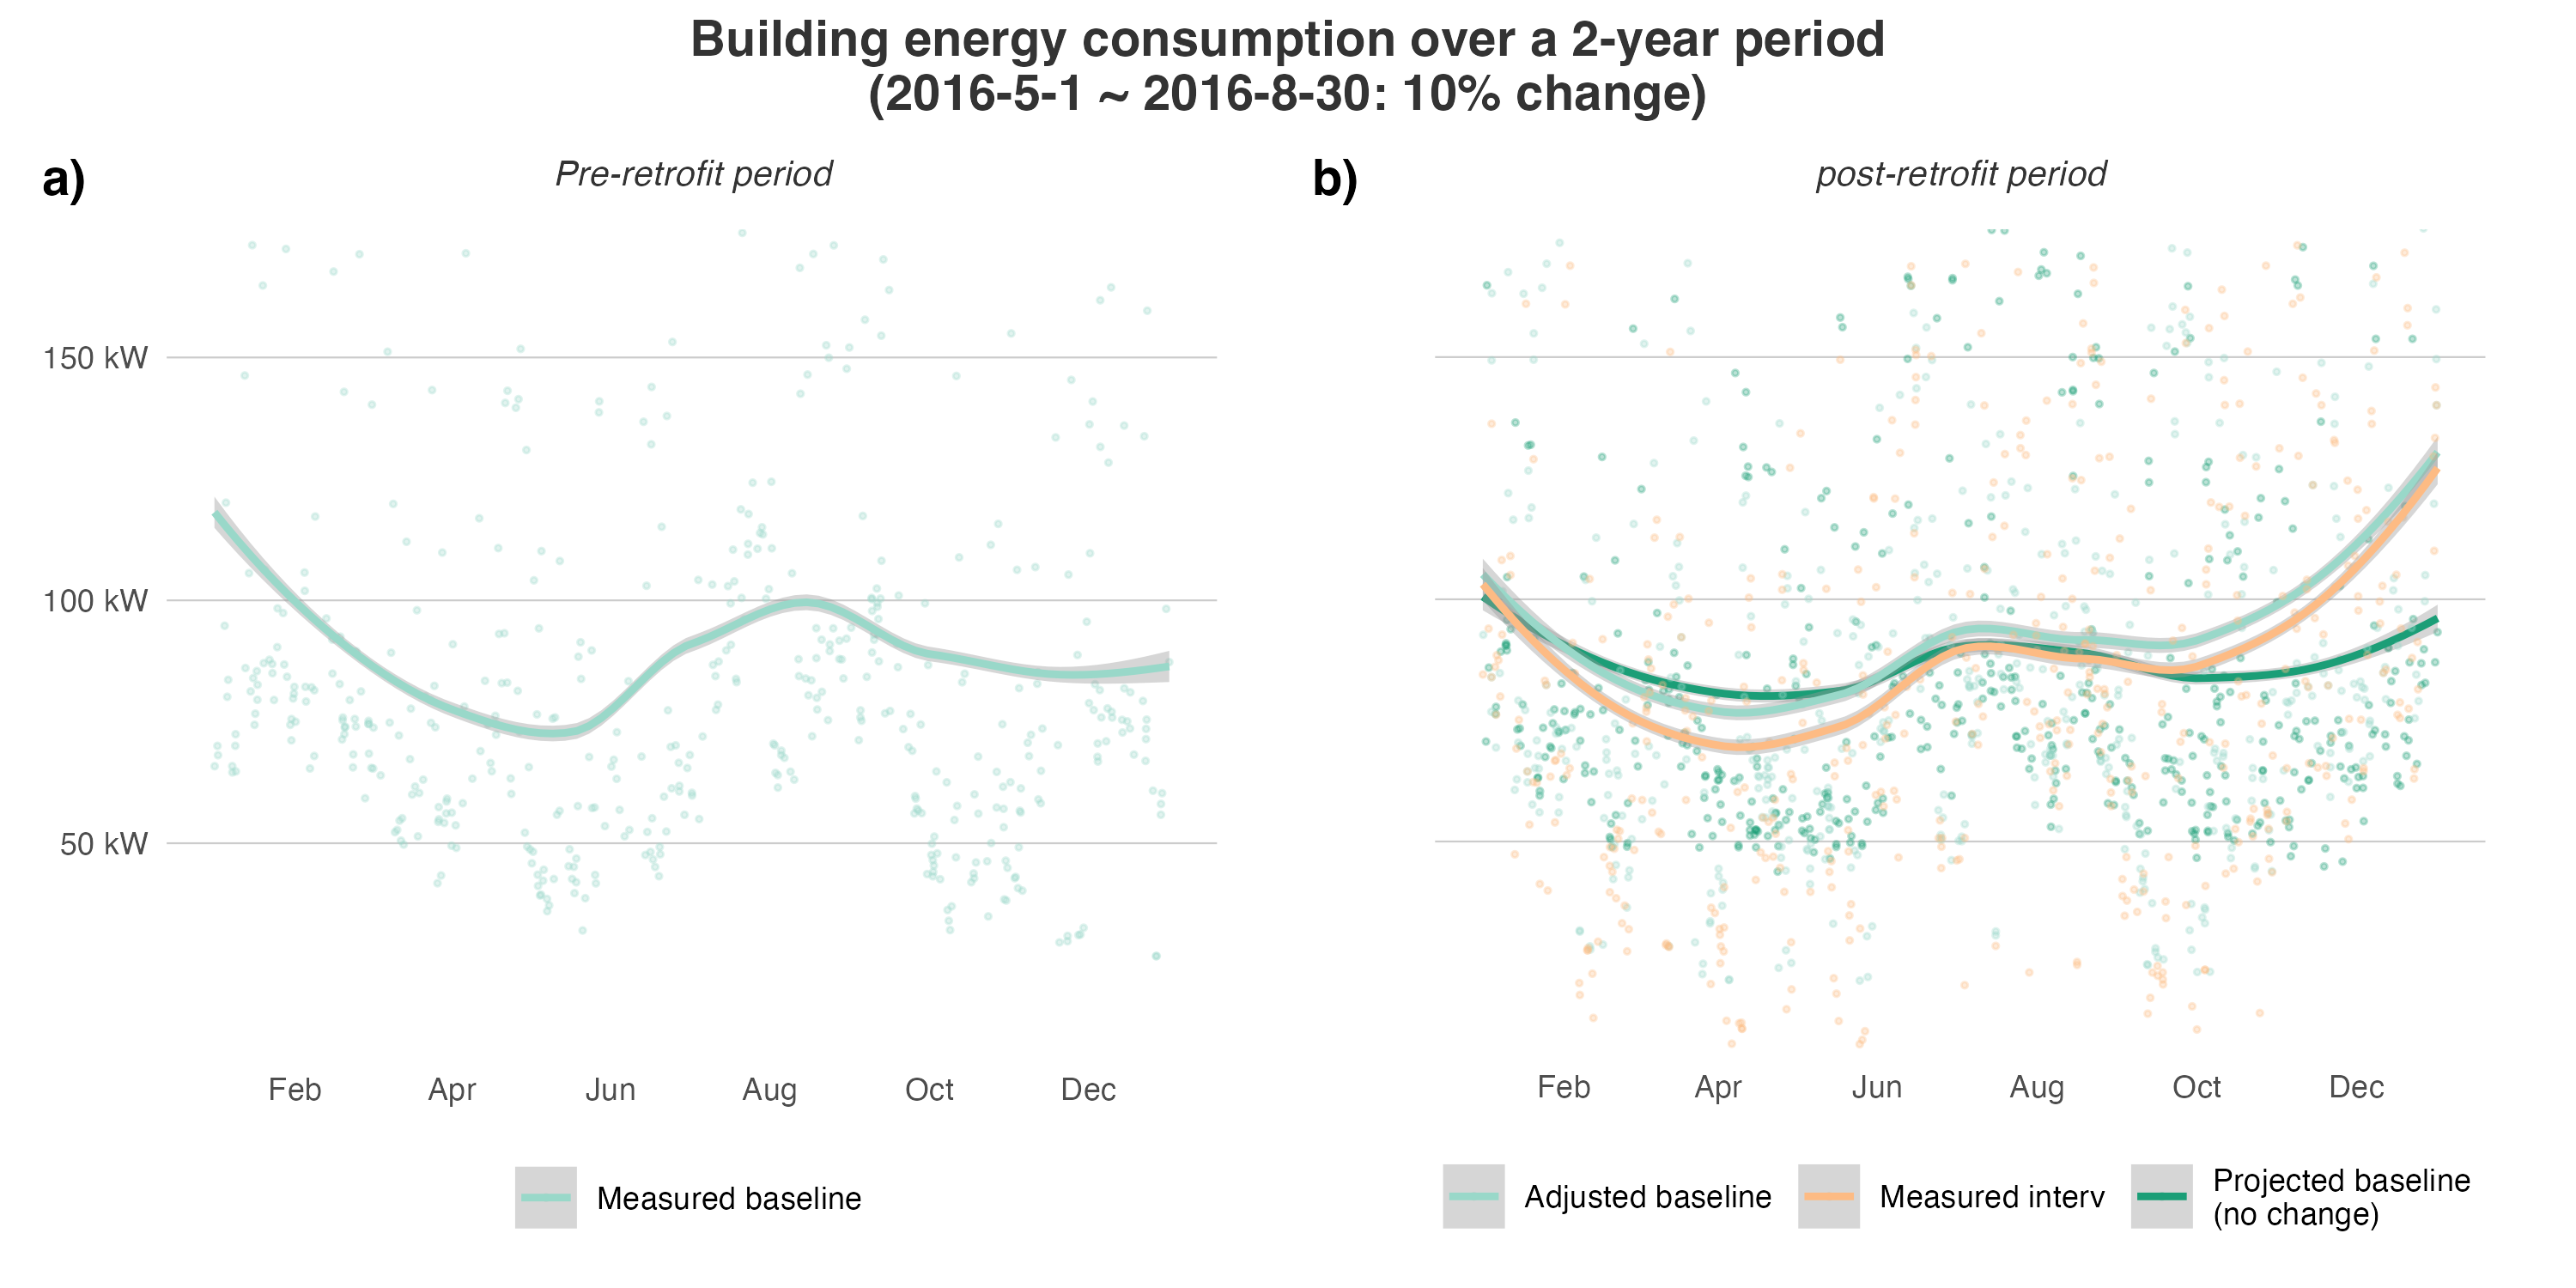 Building energy consumption over a 2-year period
(2016-5-1 ~ 2016-8-30: 10% change)
a)
Pre-retrofit period
150 kW
100 kW
50 kW
Feb Apr Jun Aug Oct Dec
Measured baseline
b)
post-retrofit period
Feb Apr Jun Aug Oct Dec
Adjusted baseline
Measured interv
Projected baseline
(no change)